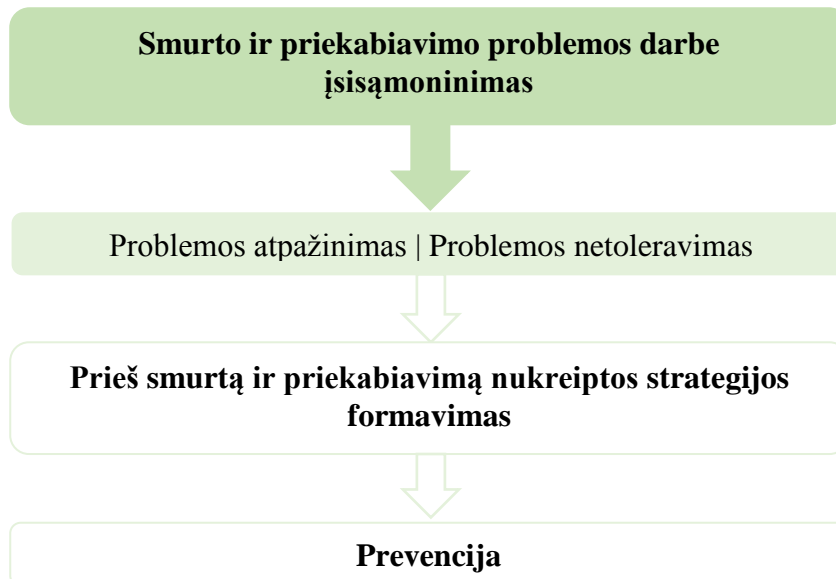 Smurto ir priekabiavimo problemos darbe
įsisąmoninimas
Problemos atpažinimas | Problemos netoleravimas
Prieš smurtą ir priekabiavimą nukreiptos strategijos
formavimas
Prevencija